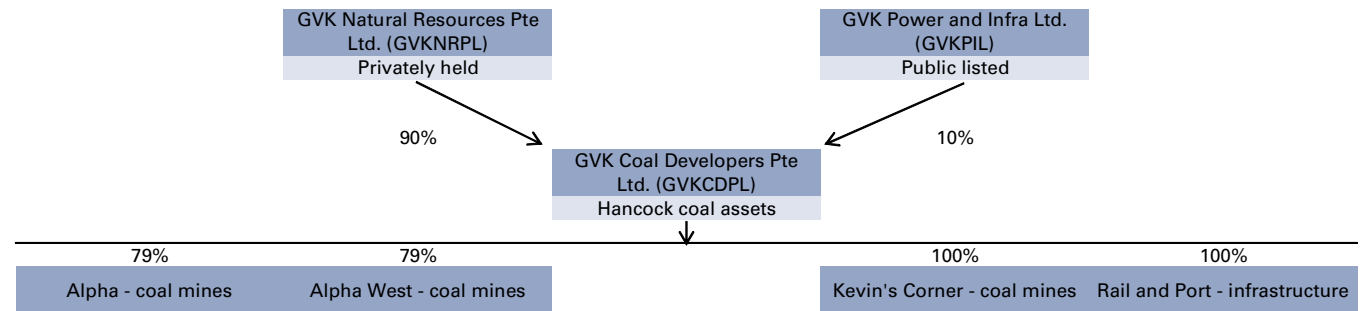 GVK Natural Resources Pte
Ltd. (GVKNRPL)
Privately held
GVK Power and Infra Ltd.
(GVKPIL)
Public listed
90%
10%
GVK Coal Developers Pte
Ltd. (GVKCDPL)
Hancock coal assets
79%
79%
100%
100%
Alpha - coal mines
Alpha West - coal mines
Kevin's Corner - coal mines
Rail and Port - infrastructure